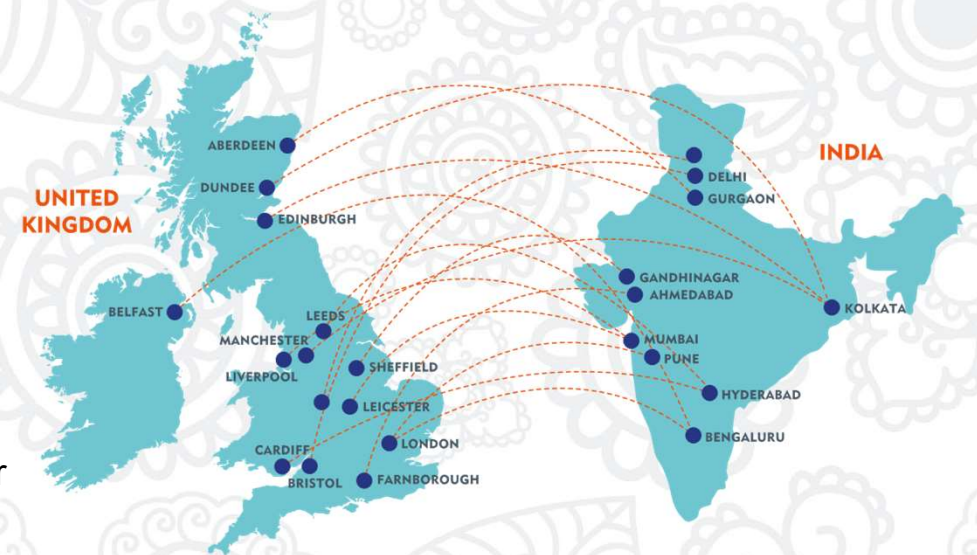 UNITED
KINGDOM
ABERDEEN
DUNDEE
EDINBURGH
BELFAST
LEEDS
MANCHESTER
LIVERPOOL
SHEFFIELD
LEICESTER
LONDON
CARDIFF
BRISTOL
FARNBOROUGH
r
INDIA
DELHI
GURGAON
GANDHINAGAR
AHMEDABAD
KOLKATA
MUMBAI
PUNE
HYDERABAD
BENGALURU